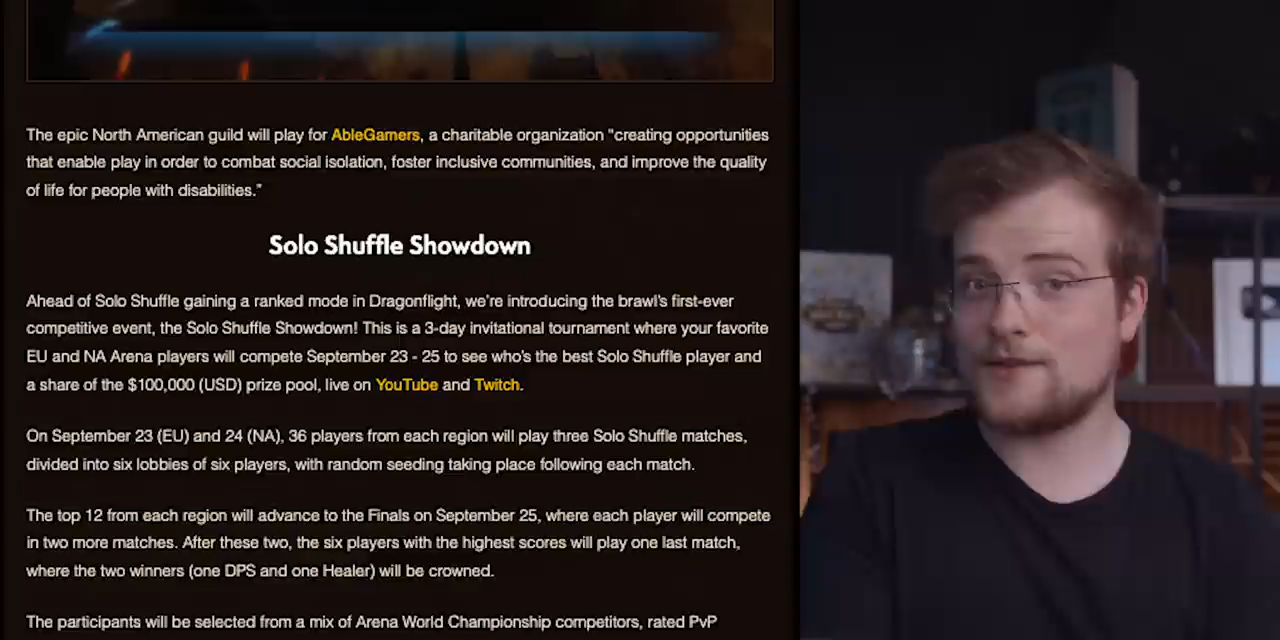 The epic North American guild will play for AbleGamers, a charitable organization “creating opportunities
that enable play in order to combat social isolation, foster inclusive communities, and improve the quality
of life for people with disabilities.”
Solo Shuffle Showdown
Ahead of Solo Shuffle gaining a ranked mode in Dragonflight, we’re introducing the brawl’s first-ever
competitive event, the Solo Shuffle Showdown! This is a 3-day invitational tournament where your favorite
EU and NA Arena players will compete September 23 - 25 to see who’s the best Solo Shuffle player and
a share of the $100,000 (USD) prize pool, live on YouTube and Twitch.
On September 23 (EU) and 24 (NA), 36 players from each region will play three Solo Shuffle matches,
divided into six lobbies of six players, with random seeding taking place following each match.
The top 12 from each region will advance to the Finals on September 25, where each player will compete
in two more matches. After these two, the six players with the highest scores will play one last match,
where the two winners (one DPS and one Healer) will be crowned.
The participants will be selected from a mix of Arena World Championship competitors, rated PvP